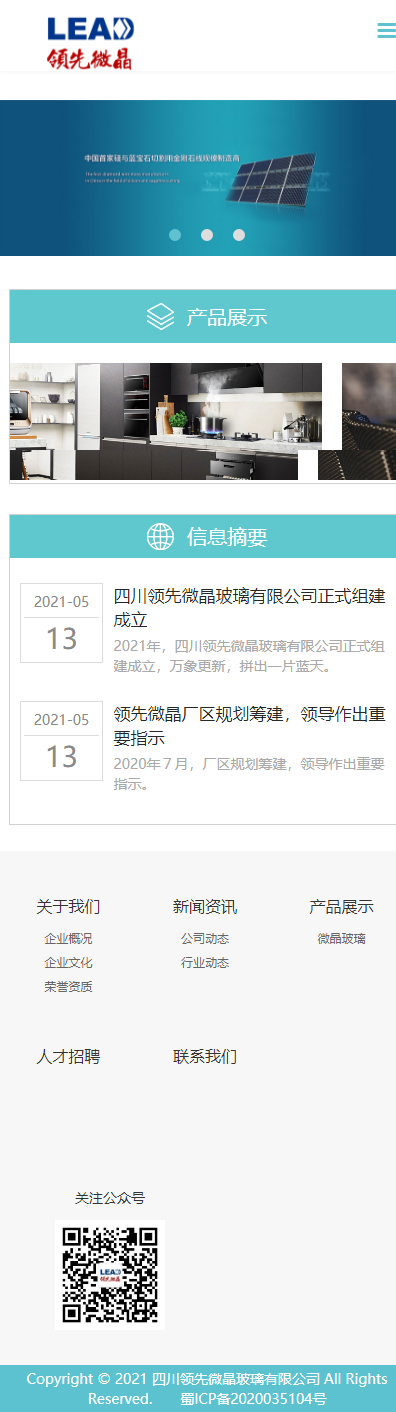 LEAD
领先微晶
中国首家硅与蓝宝石切割用金刚石线规模制造商
产品展示
信息摘要
2021-05
13
四川领先微晶玻璃有限公司正式组建
成立
2021年，四川领先微晶玻璃有限公司正式组
建成立，万象更新，拼出一片蓝天。
2021-05
13
领先微晶厂区规划筹建，领导作出重
要指示
2020年７月，厂区规划筹建，领导作出重要
指示。
关于我们 新闻资讯 产品展示
企业概况 公司动态 微晶玻璃
企业文化 行业动态
荣誉资质
人才招聘 联系我们
关注公众号
LEAD
领先微晶
Copyright © 2021 四川领先微晶玻璃有限公司 All Rights
Reserved. 蜀ICP备2020035104号